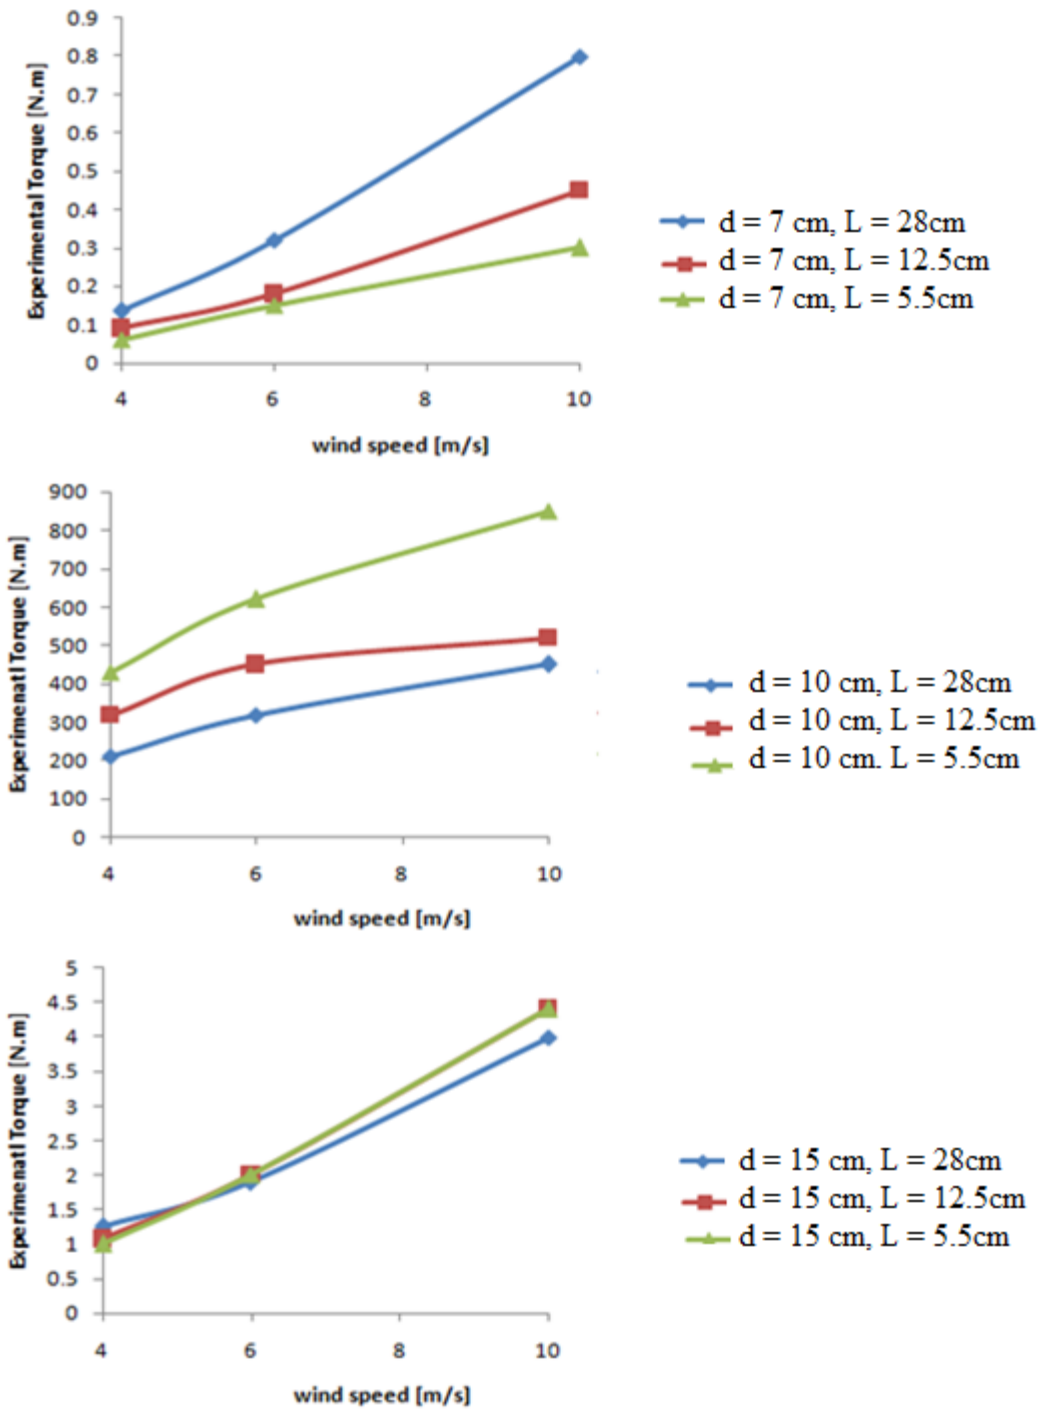 Experimental Torque [N.m]
0.9
0.8
0.7
0.6
0.5
0.4
0.3
0.2
0.1
0
4 6 8 10
wind speed [m/s]
d = 7 cm, L = 28cm
d = 7 cm, L = 12.5cm
d = 7 cm, L = 5.5cm
Experimenatl Torque [N.m]
900
800
700
600
500
400
300
200
100
0
4 6 8 10
wind speed [m/s]
d = 10 cm, L = 28cm
d = 10 cm, L = 12.5cm
d = 10 cm. L = 5.5cm
Experimenatl Torque [N.m]
5
4.5
4
3.5
3
2.5
2
1.5
1
0.5
0
4 6 8 10
wind speed [m/s]
d = 15 cm, L = 28cm
d = 15 cm, L = 12.5cm
d = 15 cm, L = 5.5cm